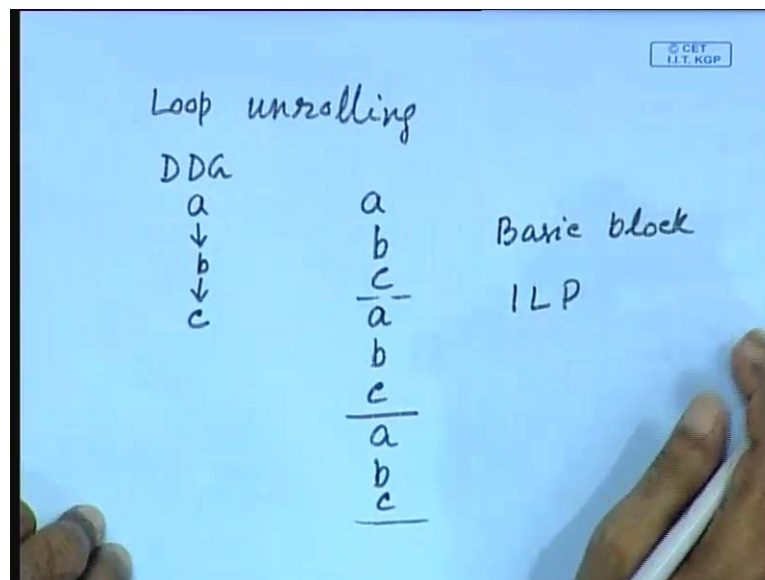 © CET
I.I.T. KGP
Loop unrolling
DDG
a
↓
b
↓
c
a
b
c
a
b
c
a
b
c
Basic block
ILP